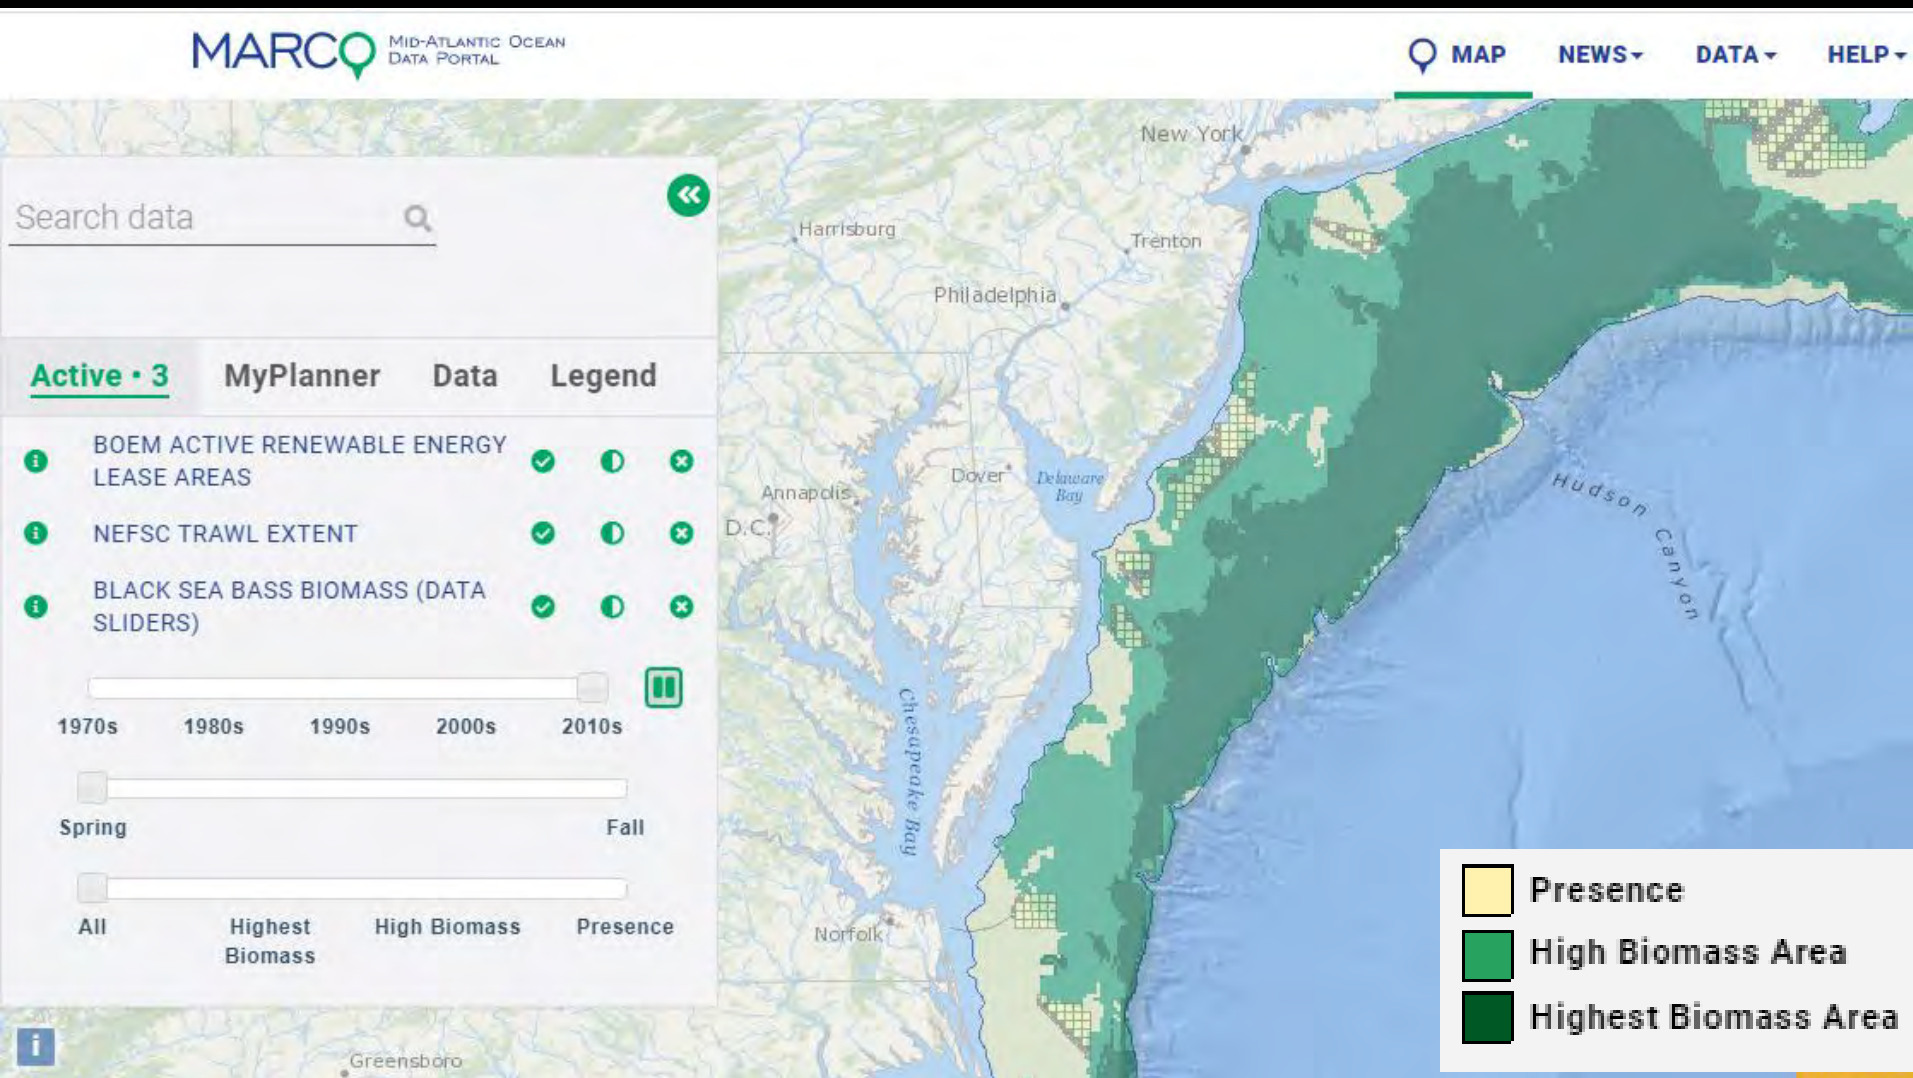 MARCO MID-ATLANTIC OCEAN
DATA PORTAL
MAP NEWS DATA HELP
Search data
Active • 3 MyPlanner Data Legend
BOEM ACTIVE RENEWABLE ENERGY
LEASE AREAS
NEFSC TRAWL EXTENT
BLACK SEA BASS BIOMASS (DATA
SLIDERS)
1970s 1980s 1990s 2000s 2010s
Spring Fall
All Highest High Biomass Presence
Biomass
New York
Harrisburg
Trenton
Philadelphia
Dover
Delaware
Bay
Annapolis
D.C.
Hudson Canyon
Chesapeake Bay
Norfolk
Greensboro
i
Presence
High Biomass Area
Highest Biomass Area